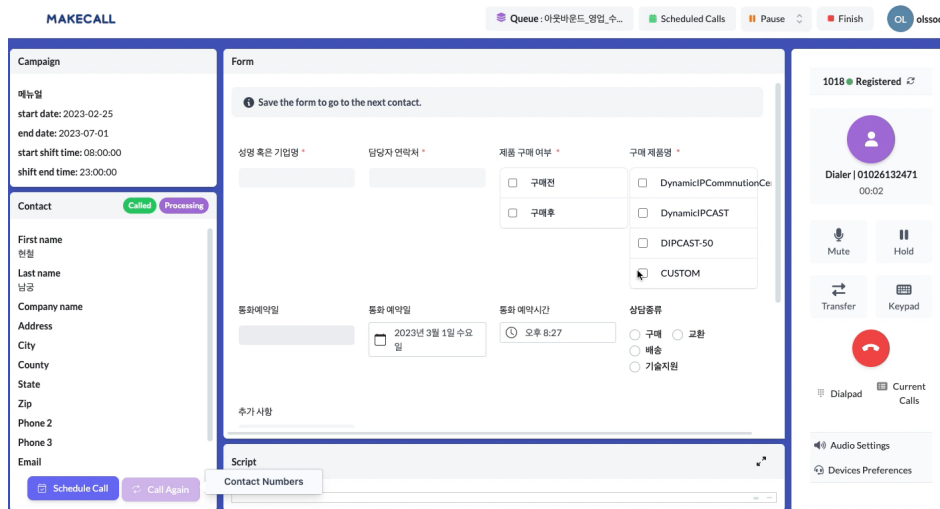 MAKECALL
Queue : 아웃바운드_영업_수...
Scheduled Calls
Pause
Finish
OL
Campaign
메뉴얼
start date: 2023-02-25
end date: 2023-07-01
start shift time: 08:00:00
shift end time: 23:00:00
Contact
Called
Processing
First name
현철
Last name
남궁
Company name
Address
City
County
State
Zip
Phone 2
Phone 3
Email
Schedule Call
Call Again
Contact Numbers
Form
Save the form to go to the next contact.
성명 혹은 기업명 *
담당자 연락처 *
제품 구매 여부 *
구매전
구매후
구매 제품명 *
DynamicIPCommnutionCe
DynamicIPCAST
DIPCAST-50
CUSTOM
통화예약일
통화 예약일
2023년 3월 1일 수요
일
통화 예약시간
오후 8:27
상담종류
구매 교환
배송
기술지원
추가 사항
Script
1018 Registered
Dialer | 01026132471
00:02
Mute
Hold
Transfer
Keypad
Dialpad
Current
Calls
Audio Settings
Devices Preferences